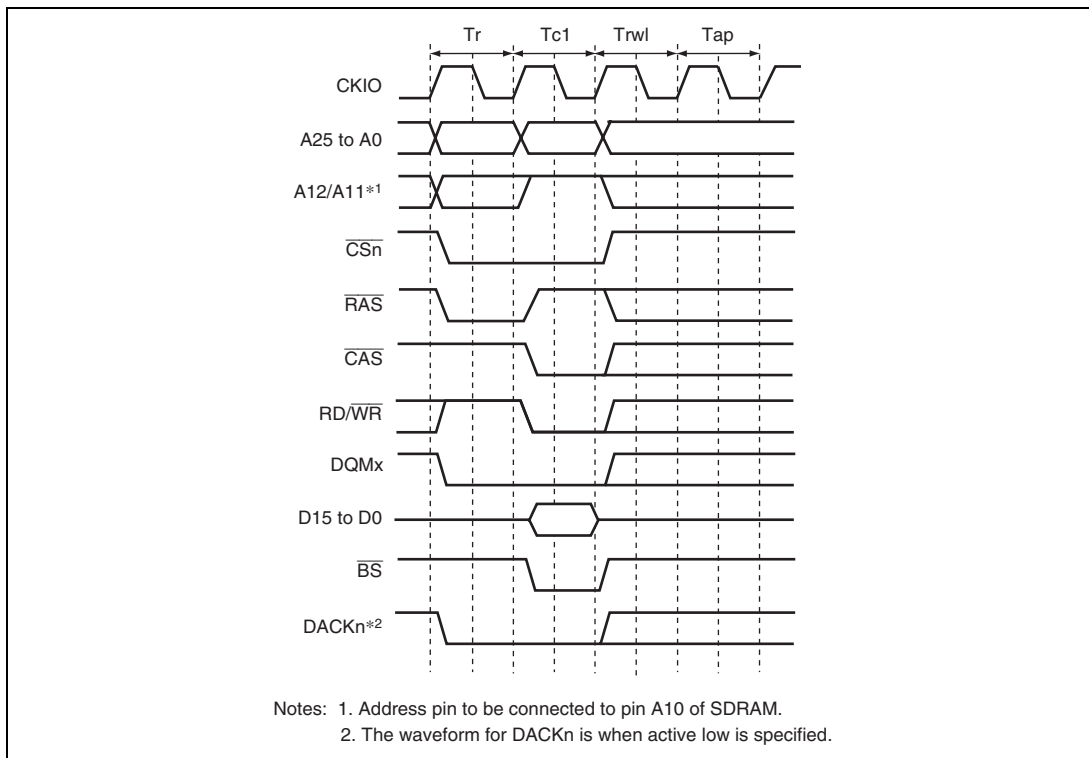 Tr Tc1 Trwl Tap
CKIO
A25 to A0
A12/A11*1
CSn
RAS
CAS
RD/WR
DQMx
D15 to D0
BS
DACKn*2
Notes: 1. Address pin to be connected to pin A10 of SDRAM.
2. The waveform for DACKn is when active low is specified.